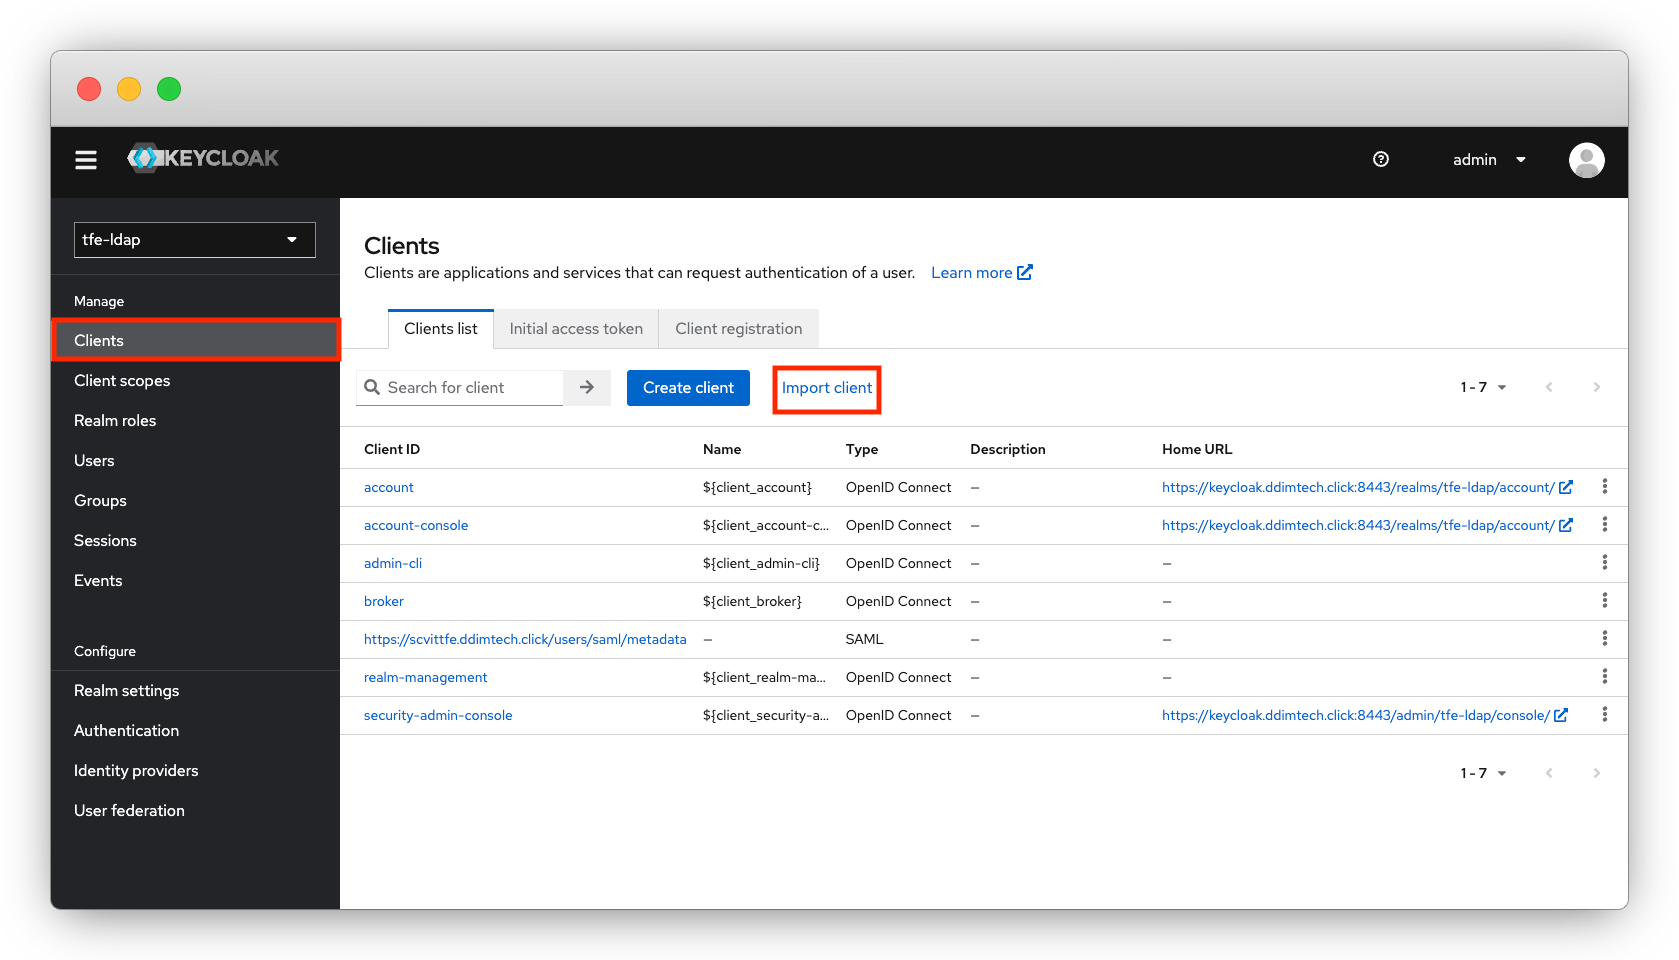 KEYCLOAK
admin
tfe-ldap
Manage
Clients
Client scopes
Realm roles
Users
Groups
Sessions
Events
Configure
Realm settings
Authentication
Identity providers
User federation
Clients
Clients are applications and services that can request authentication of a user. Learn more
Clients list Initial access token Client registration
Search for client Create client Import client 1 - 7
Client ID Name Type Description Home URL
account ${client_account} OpenID Connect – https://keycloak.ddimtech.click:8443/realms/tfe-ldap/account/
account-console ${client_account-c... OpenID Connect – https://keycloak.ddimtech.click:8443/realms/tfe-ldap/account/
admin-cli ${client_admin-cli} OpenID Connect – –
broker ${client_broker} OpenID Connect – –
https://scvittfe.ddimtech.click/users/saml/metadata – SAML – –
realm-management ${client_realm-ma... OpenID Connect – –
security-admin-console ${client_security-a... OpenID Connect – https://keycloak.ddimtech.click:8443/admin/tfe-ldap/console/
1 - 7